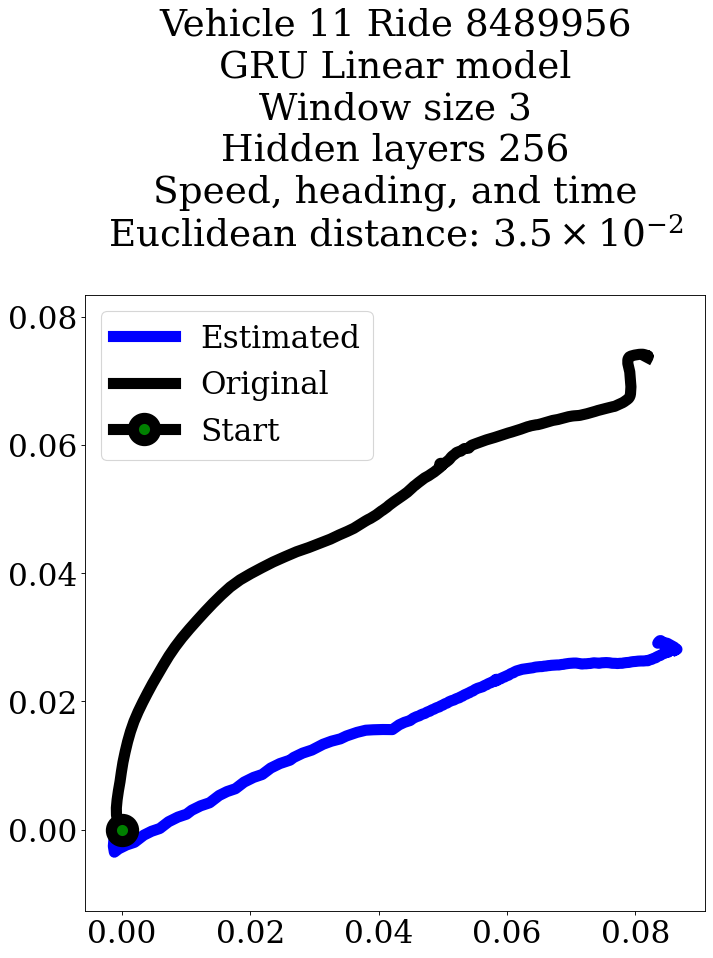 Vehicle 11 Ride 8489956
GRU Linear model
Window size 3
Hidden layers 256
Speed, heading, and time
Euclidean distance: 3.5 × 10⁻²
Estimated
Original
Start
0.08
0.06
0.04
0.02
0.00
0.00 0.02 0.04 0.06 0.08